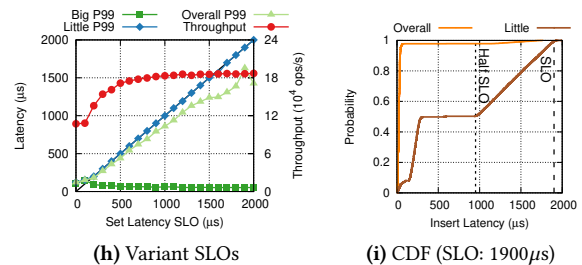 Big P99
Little P99
Overall P99
Throughput
Latency (µs)
2000
1500
1000
500
0
24
18
12
6
0
Throughput (10⁴ ops/s)
0 500 1000 1500 2000
Set Latency SLO (µs)
(h) Variant SLOs
Overall
Little
Probability
1
0.8
0.6
0.4
0.2
0
Half SLO
SLO
0 500 1000 1500 2000
Insert Latency (µs)
(i) CDF (SLO: 1900µs)